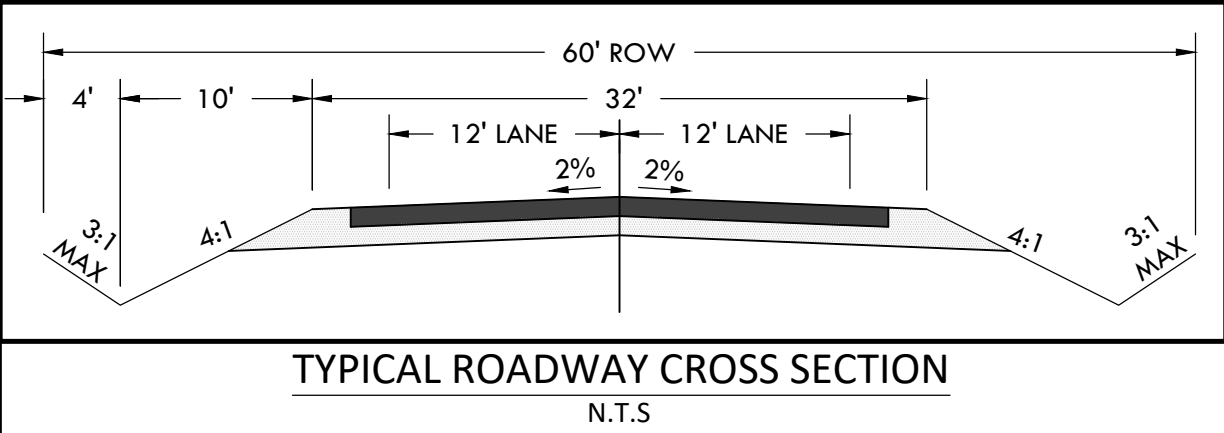 60' ROW
4'
10'
32'
12' LANE
12' LANE
2%
2%
3:1
MAX
4:1
4:1
3:1
MAX
TYPICAL ROADWAY CROSS SECTION
N.T.S